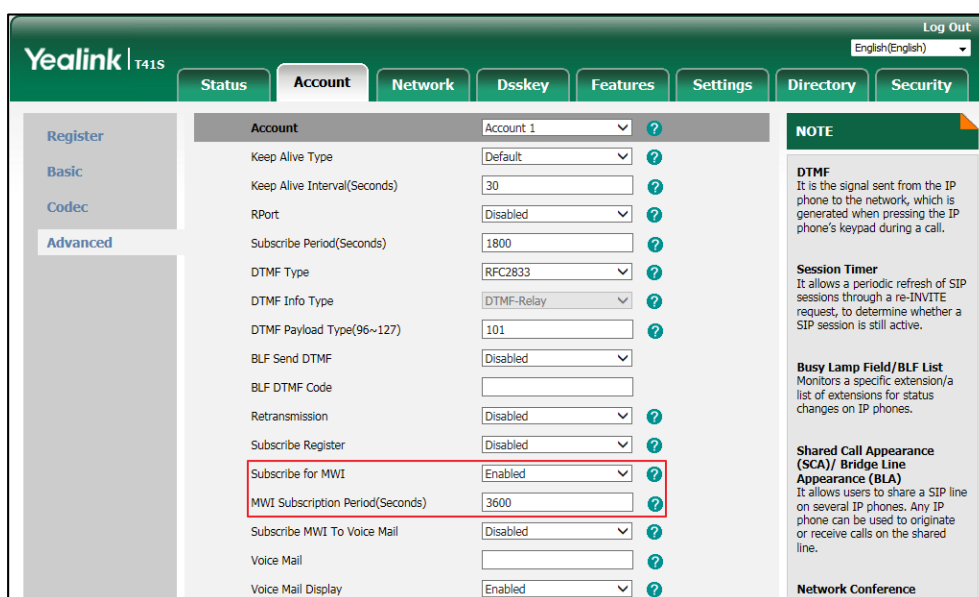 Log Out
Yealink T41S
English(English)
Status Account Network Dsskey Features Settings Directory Security
Register
Basic
Codec
Advanced
Account Account 1
Keep Alive Type Default
Keep Alive Interval(Seconds) 30
RPort Disabled
Subscribe Period(Seconds) 1800
DTMF Type RFC2833
DTMF Info Type DTMF-Relay
DTMF Payload Type(96~127) 101
BLF Send DTMF Disabled
BLF DTMF Code
Retransmission Disabled
Subscribe Register Disabled
Subscribe for MWI Enabled
MWI Subscription Period(Seconds) 3600
Subscribe MWI To Voice Mail Disabled
Voice Mail
Voice Mail Display Enabled
NOTE
DTMF
It is the signal sent from the IP
phone to the network, which is
generated when pressing the IP
phone's keypad during a call.
Session Timer
It allows a periodic refresh of SIP
sessions through a re-INVITE
request, to determine whether a
SIP session is still active.
Busy Lamp Field/BLF List
Monitors a specific extension/a
list of extensions for status
changes on IP phones.
Shared Call Appearance
(SCA)/ Bridge Line
Appearance (BLA)
It allows users to share a SIP line
on several IP phones. Any IP
phone can be used to originate
or receive calls on the shared
line.
Network Conference